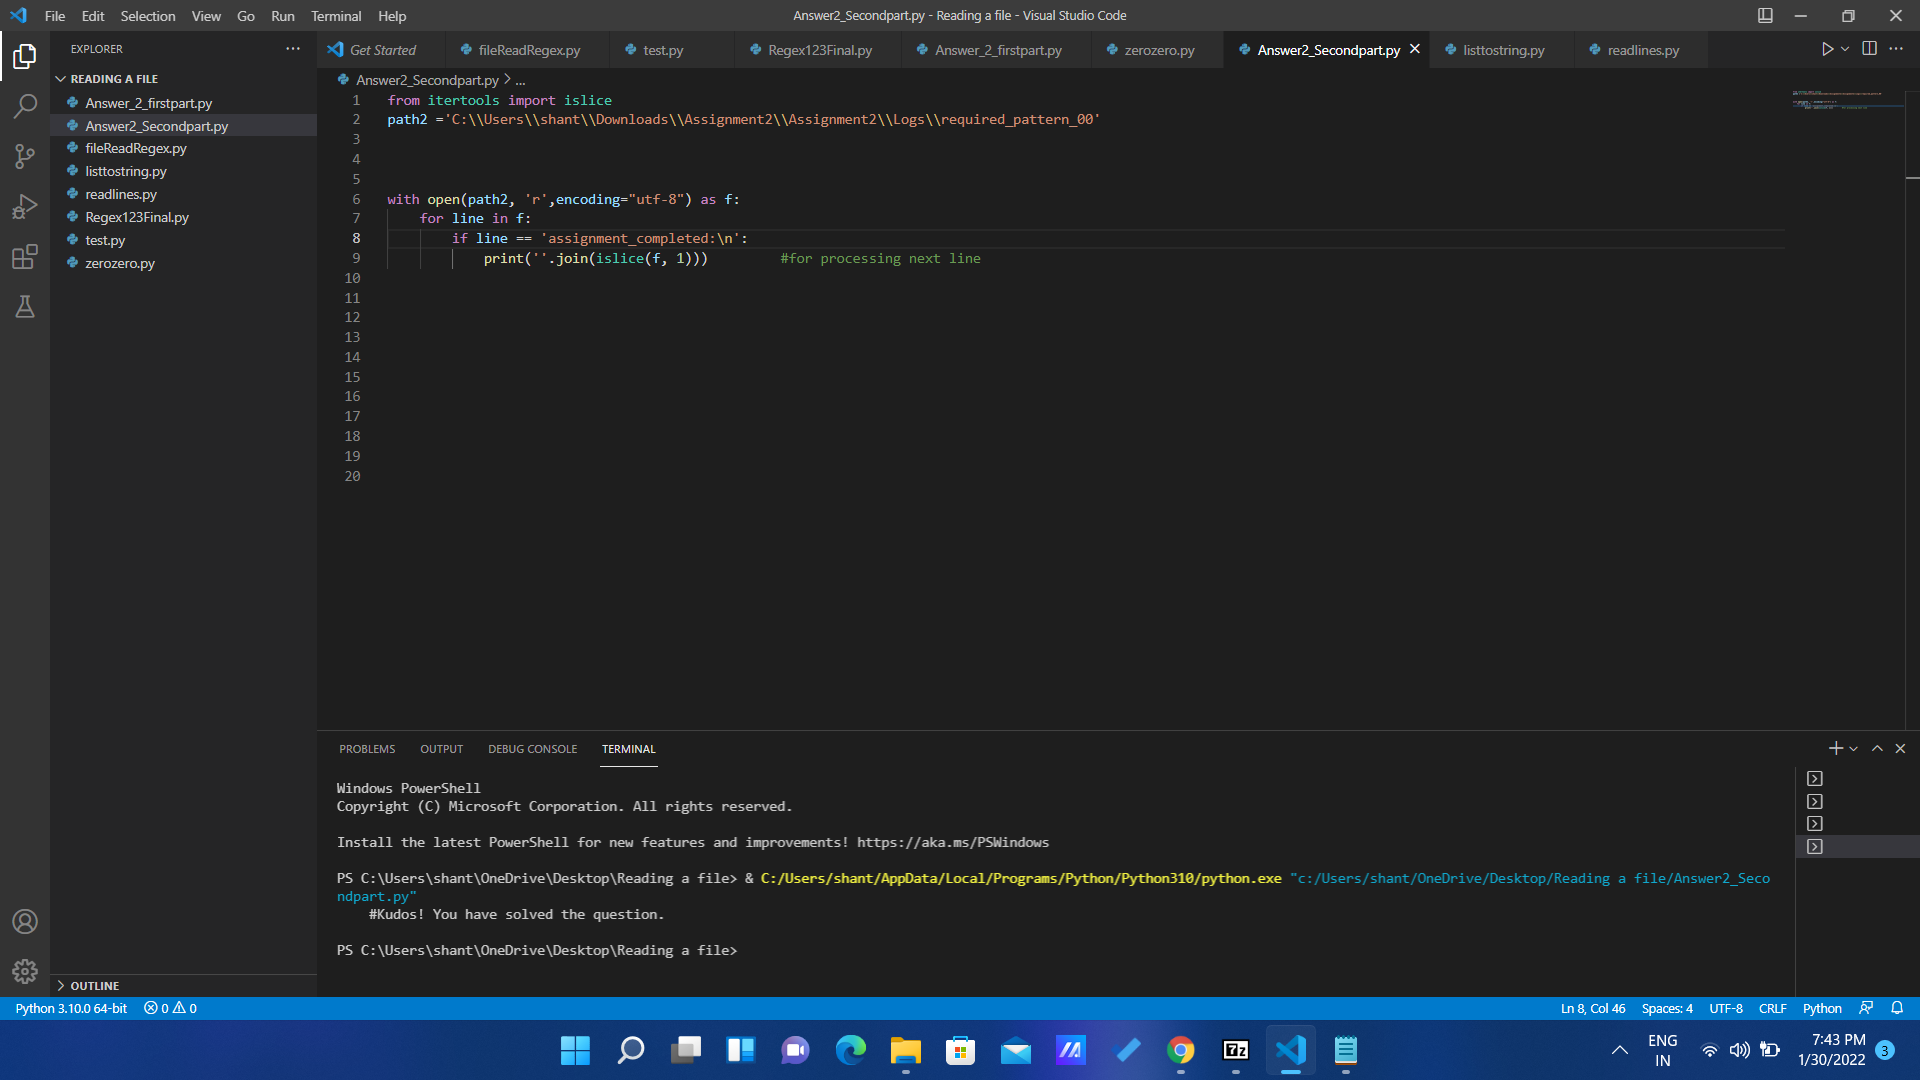 File Edit Selection View Go Run Terminal Help
Answer2_Secondpart.py - Reading a file - Visual Studio Code
EXPLORER
READING A FILE
Answer_2_firstpart.py
Answer2_Secondpart.py
fileReadRegex.py
listtostring.py
readlines.py
Regex123Final.py
test.py
zerozero.py
OUTLINE
Get Started fileReadRegex.py test.py Regex123Final.py Answer_2_firstpart.py zerozero.py Answer2_Secondpart.py listtostring.py readlines.py
Answer2_Secondpart.py > ...
1 from itertools import islice
2 path2 ='C:\\Users\\shant\\Downloads\\Assignment2\\Assignment2\\Logs\\required_pattern_00'
3
4
5
6 with open(path2, 'r',encoding="utf-8") as f:
7 for line in f:
8 if line == 'assignment_completed:\n':
9 print(''.join(islice(f, 1))) #for processing next line
10
11
12
13
14
15
16
17
18
19
20
PROBLEMS OUTPUT DEBUG CONSOLE TERMINAL
Windows PowerShell
Copyright (C) Microsoft Corporation. All rights reserved.
Install the latest PowerShell for new features and improvements! https://aka.ms/PSWindows
PS C:\Users\shant\OneDrive\Desktop\Reading a file> & C:/Users/shant/AppData/Local/Programs/Python/Python310/python.exe "c:/Users/shant/OneDrive/Desktop/Reading a file/Answer2_Seco
ndpart.py"
#Kudos! You have solved the question.
PS C:\Users\shant\OneDrive\Desktop\Reading a file>
Python 3.10.0 64-bit 0 0 Ln 8, Col 46 Spaces: 4 UTF-8 CRLF Python
7z
ENG
IN
7:43 PM
1/30/2022
3